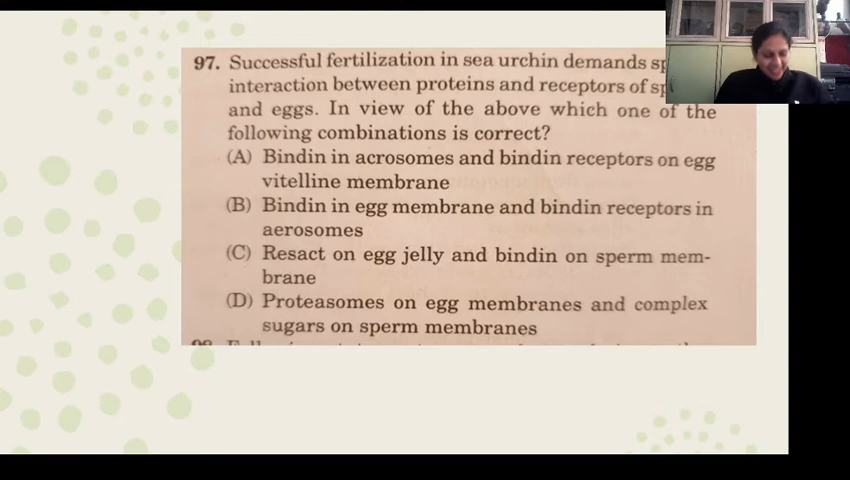 97. Successful fertilization in sea urchin demands
interaction between proteins and receptors of
and eggs. In view of the above which one of the
following combinations is correct?
(A) Bindin in acrosomes and bindin receptors on egg
vitelline membrane
(B) Bindin in egg membrane and bindin receptors in
aerosomes
(C) Resact on egg jelly and bindin on sperm mem-
brane
(D) Proteasomes on egg membranes and complex
sugars on sperm membranes